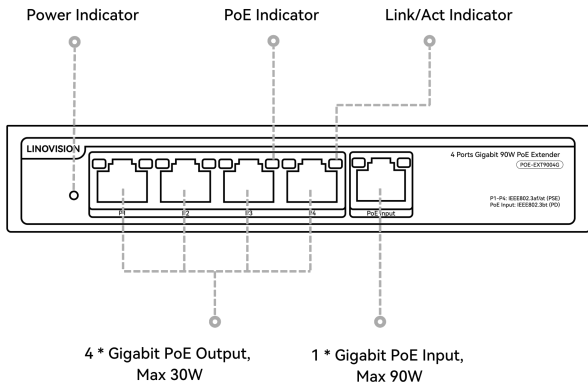 Power Indicator
PoE Indicator
Link/Act Indicator
LINOVISION
4 Ports Gigabit 90W PoE Extender
POE-EXT9004G
P1-P4: IEEE802.3af/at (PSE)
PoE Input: IEEE802.3bt (PD)
P1
P2
P3
P4
PoE Input
4 * Gigabit PoE Output,
Max 30W
1 * Gigabit PoE Input,
Max 90W